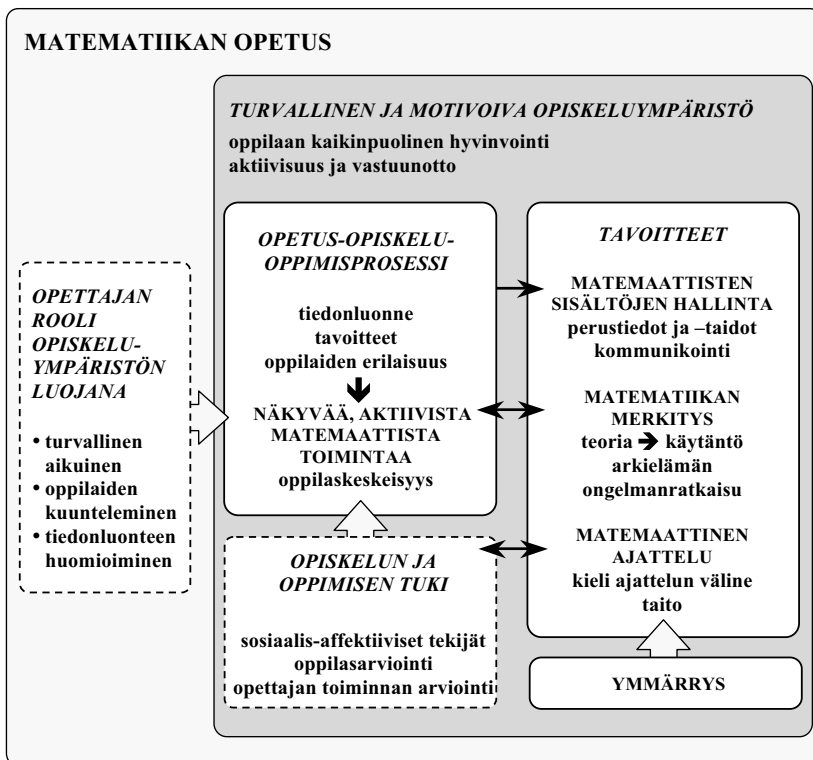 MATEMATIIKAN OPETUS
TURVALLINEN JA MOTIVOIVA OPISKELUYMPÄRISTÖ
oppilaan kaikinpuolinen hyvinvointi
aktiivisuus ja vastuunotto
OPETTAJAN
ROOLI
OPISKELU-
YMPÄRISTÖN
LUOJANA
• turvallinen
aikuinen
• oppilaiden
kuunteleminen
• tiedonluonteen
huomioiminen
OPETUS-OPISKELU-
OPPIMISPROSESSI
tiedonluonne
tavoitteet
oppilaiden erilaisuus
NÄKYVÄÄ, AKTIIVISTA
MATEMAATTISTA
TOIMINTAA
oppilaskeskeisyys
OPISKELUN JA
OPPIMISEN TUKI
sosiaalis-affektiiviset tekijät
oppilasarviointi
opettajan toiminnan arviointi
TAVOITTEET
MATEMAATTISTEN
SISÄLTÖJEN HALLINTA
perustiedot ja –taidot
kommunikointi
MATEMATIIKAN
MERKITYS
teoria ➔ käytäntö
arkielämän
ongelmanratkaisu
MATEMAATTINEN
AJATTELU
kieli ajattelun väline
taito
YMMÄRRYS